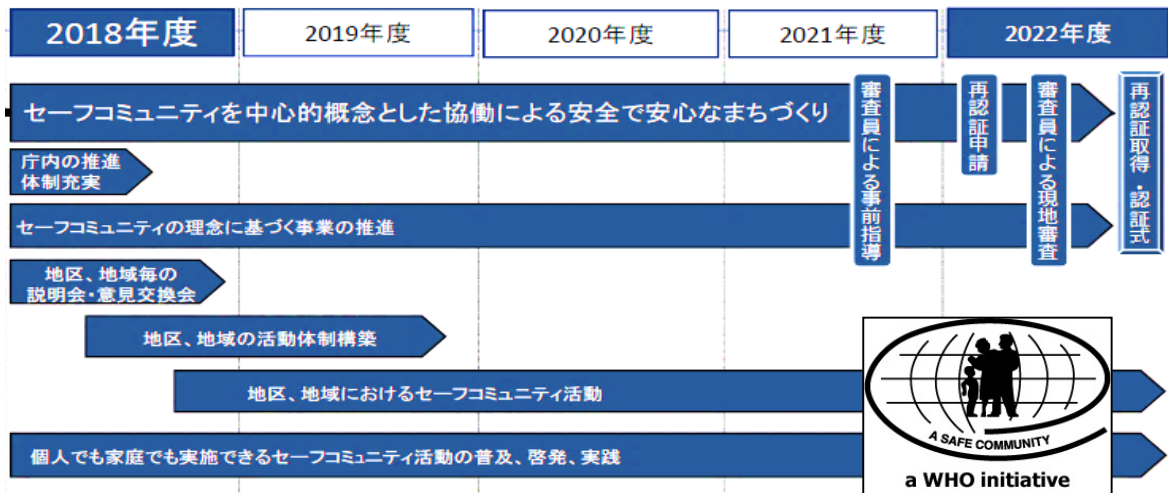 2018年度
2019年度
2020年度
2021年度
2022年度
セーフコミュニティを中心的概念とした協働による安全で安心なまちづくり
審査員による事前指導
再認証申請
審査員による現地審査
再認証取得・認証式
庁内の推進
体制充実
セーフコミュニティの理念に基づく事業の推進
地区、地域毎の
説明会・意見交換会
地区、地域の活動体制構築
地区、地域におけるセーフコミュニティ活動
個人でも家庭でも実施できるセーフコミュニティ活動の普及、啓発、実践
A SAFE COMMUNITY
a WHO initiative